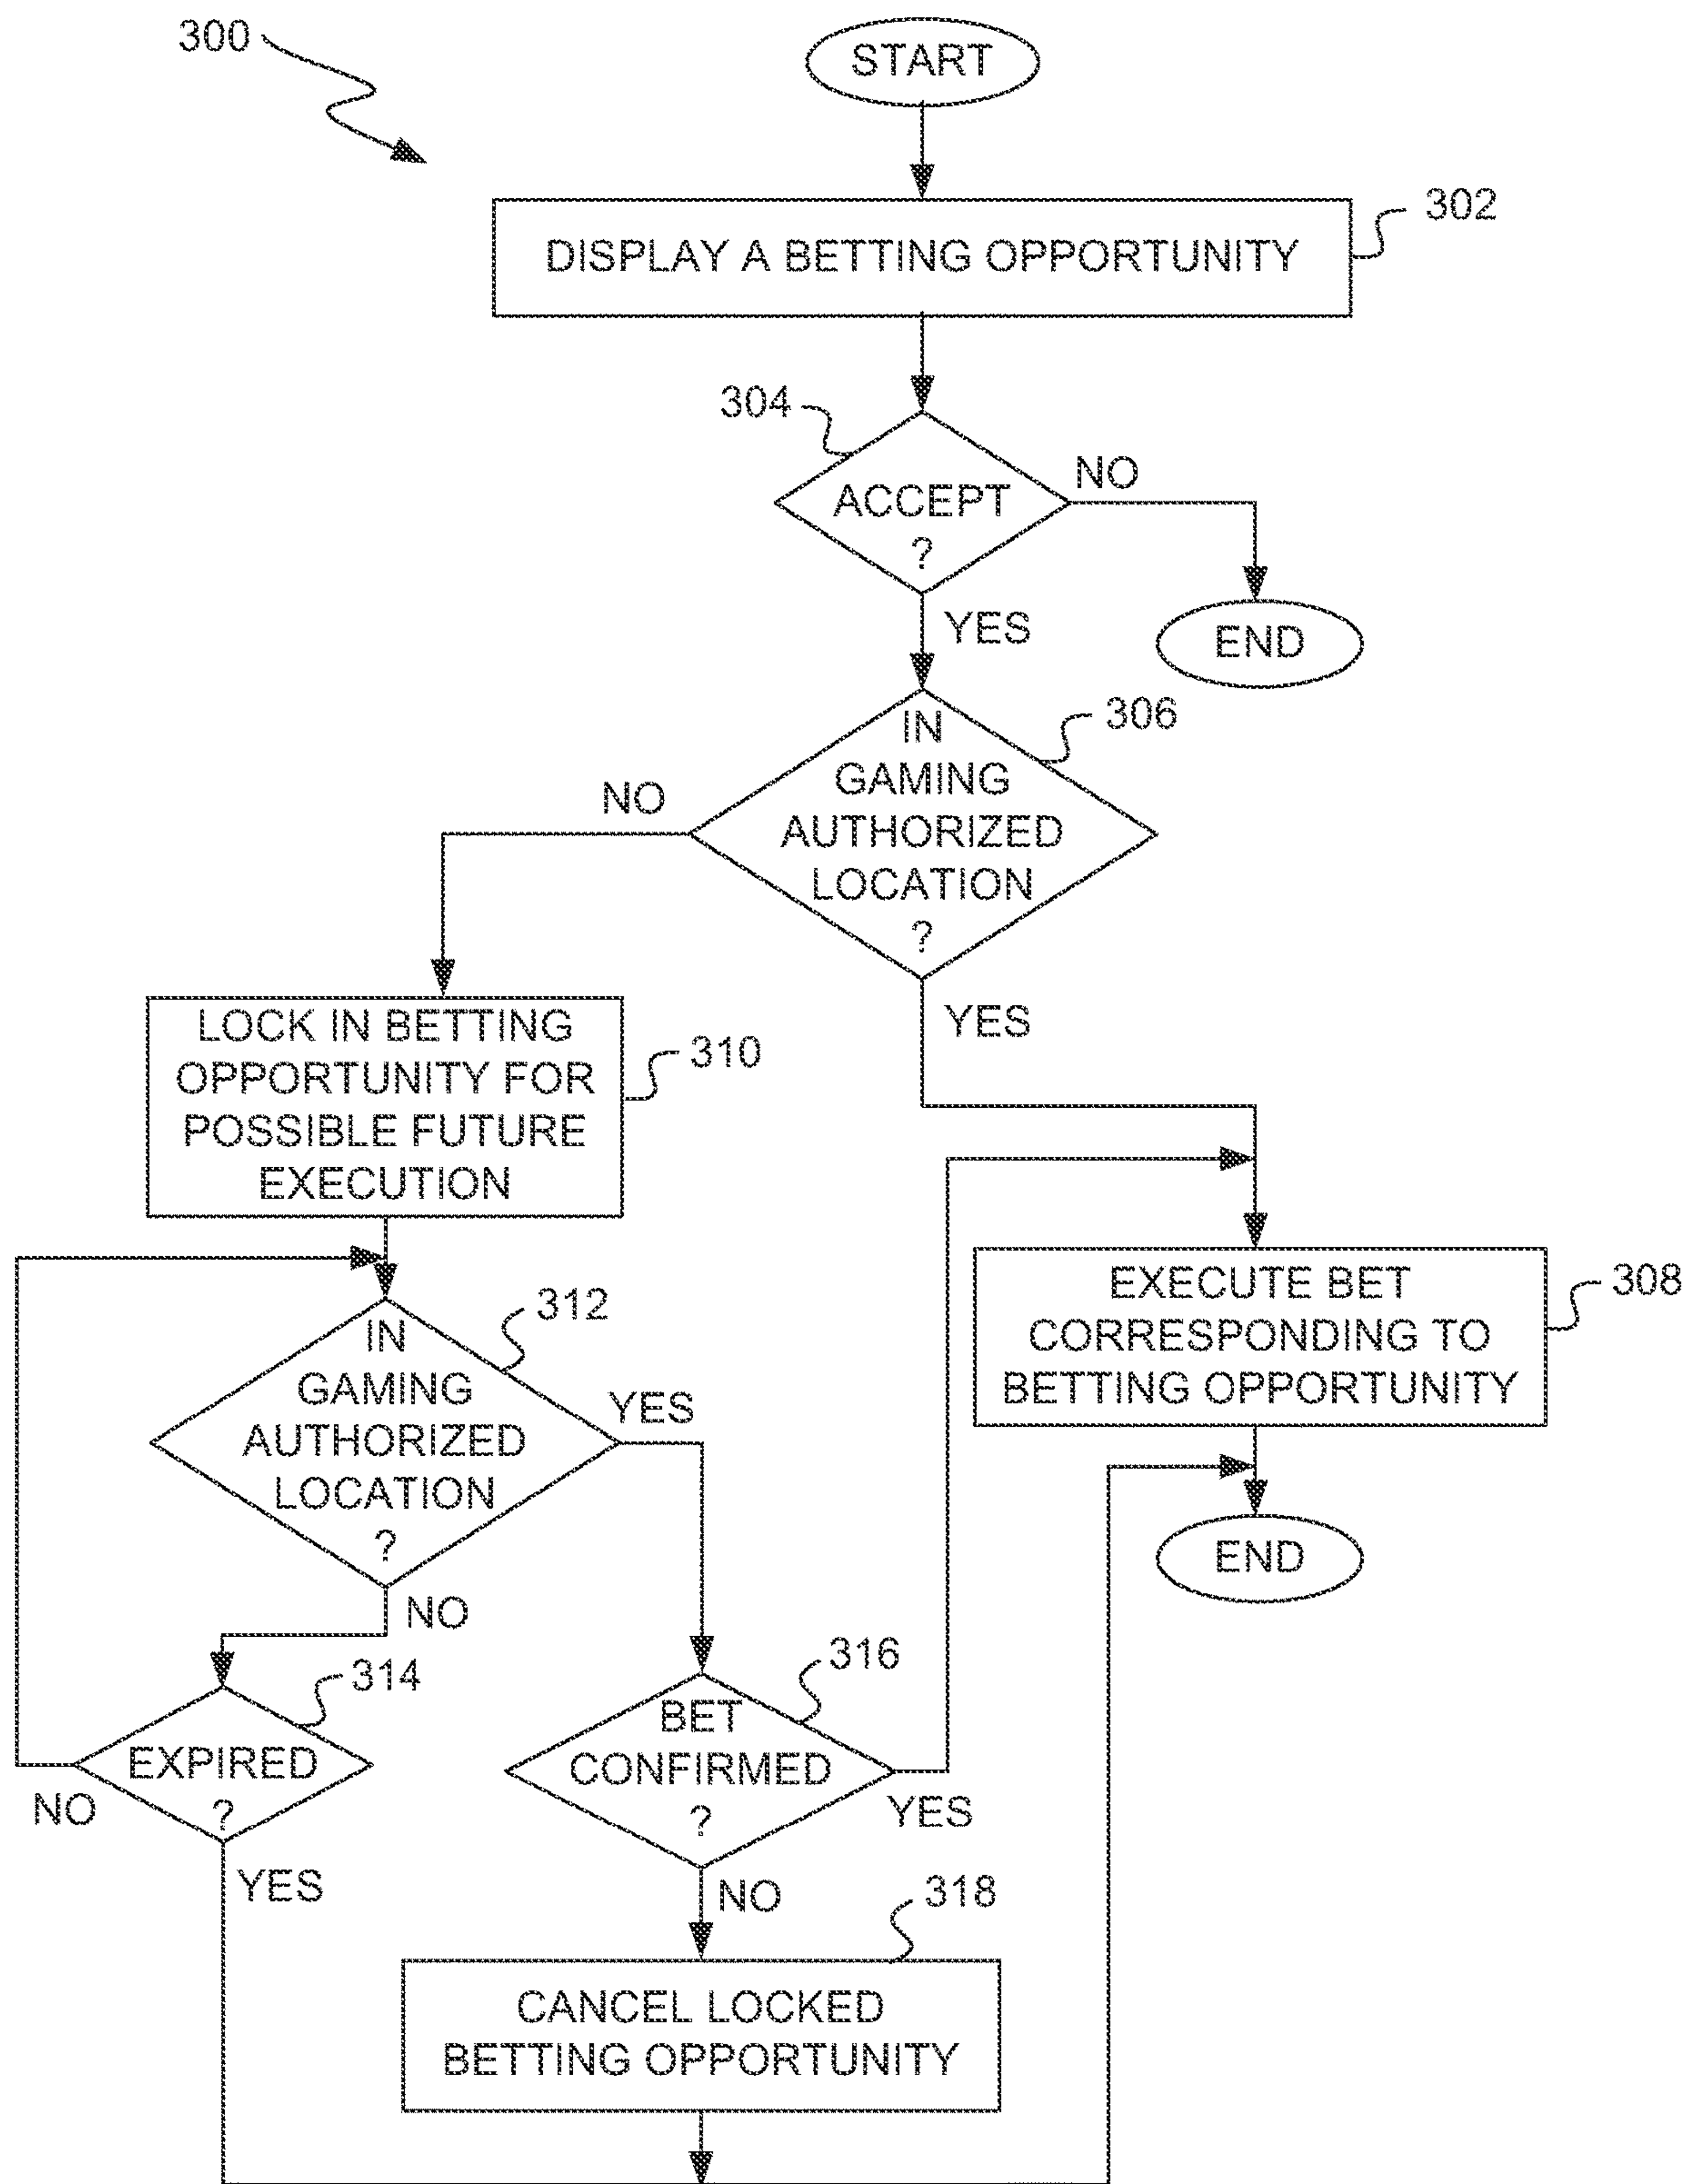 300
START
302
DISPLAY A BETTING OPPORTUNITY
304
ACCEPT
?
NO
YES
END
306
IN
GAMING
AUTHORIZED
LOCATION
?
NO
YES
LOCK IN BETTING
OPPORTUNITY FOR
POSSIBLE FUTURE
EXECUTION
310
312
IN
GAMING
AUTHORIZED
LOCATION
?
YES
NO
EXECUTE BET
CORRESPONDING TO
BETTING OPPORTUNITY
308
END
314
EXPIRED
?
NO
YES
316
BET
CONFIRMED
?
YES
NO
318
CANCEL LOCKED
BETTING OPPORTUNITY